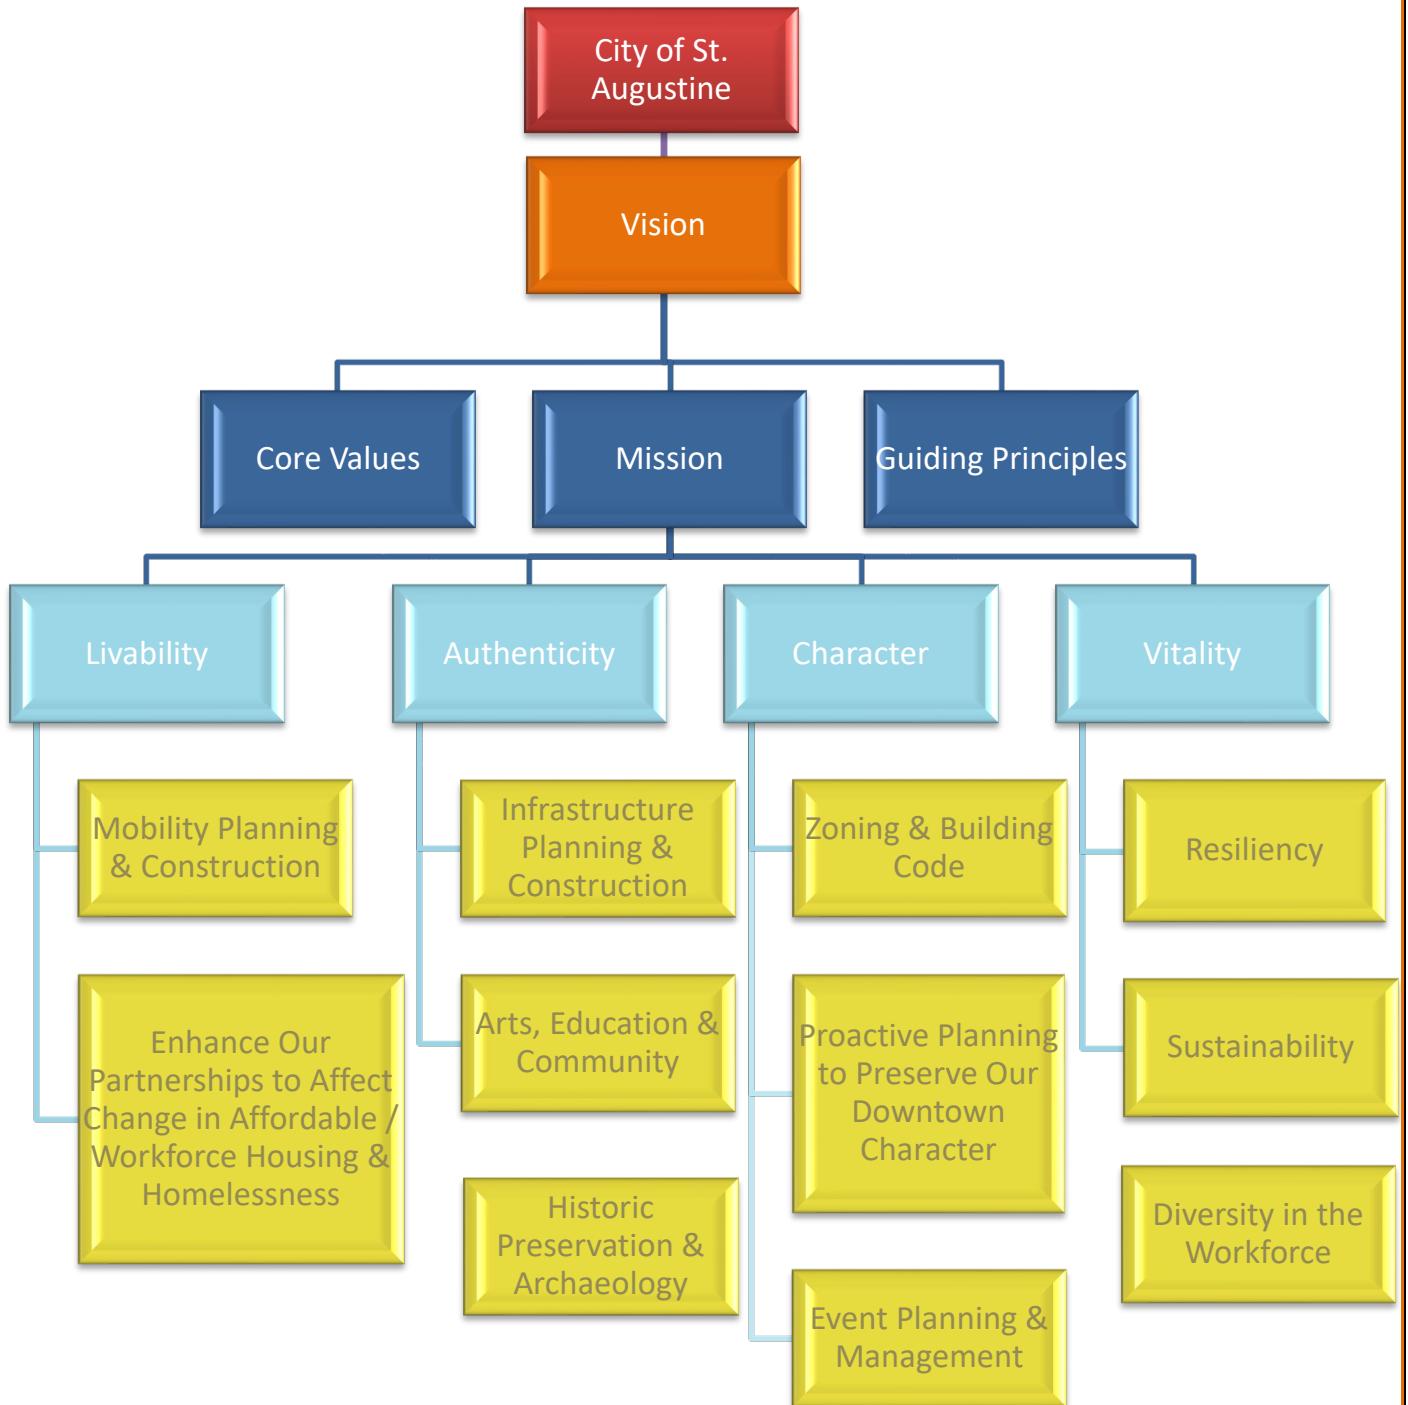 City of St.
Augustine
Vision
Core Values
Mission
Guiding Principles
Livability
Authenticity
Character
Vitality
Mobility Planning
& Construction
Enhance Our
Partnerships to Affect
Change in Affordable /
Workforce Housing &
Homelessness
Infrastructure
Planning &
Construction
Arts, Education &
Community
Historic
Preservation &
Archaeology
Zoning & Building
Code
Proactive Planning
to Preserve Our
Downtown
Character
Event Planning &
Management
Resiliency
Sustainability
Diversity in the
Workforce